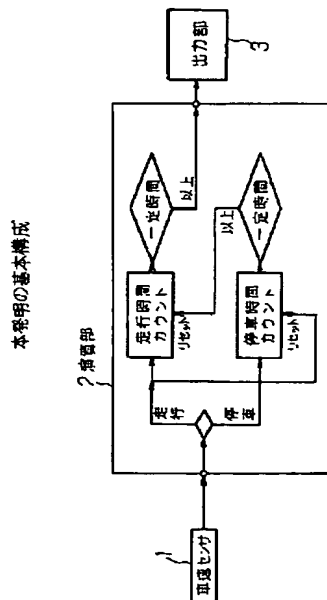 本発明の基本構成
1
車速センサ
2 演算部
走行
停車
走行時間
カウント
リセット
停車時間
カウント
リセット
一定時間
以上
一定時間
以上
出力部
3